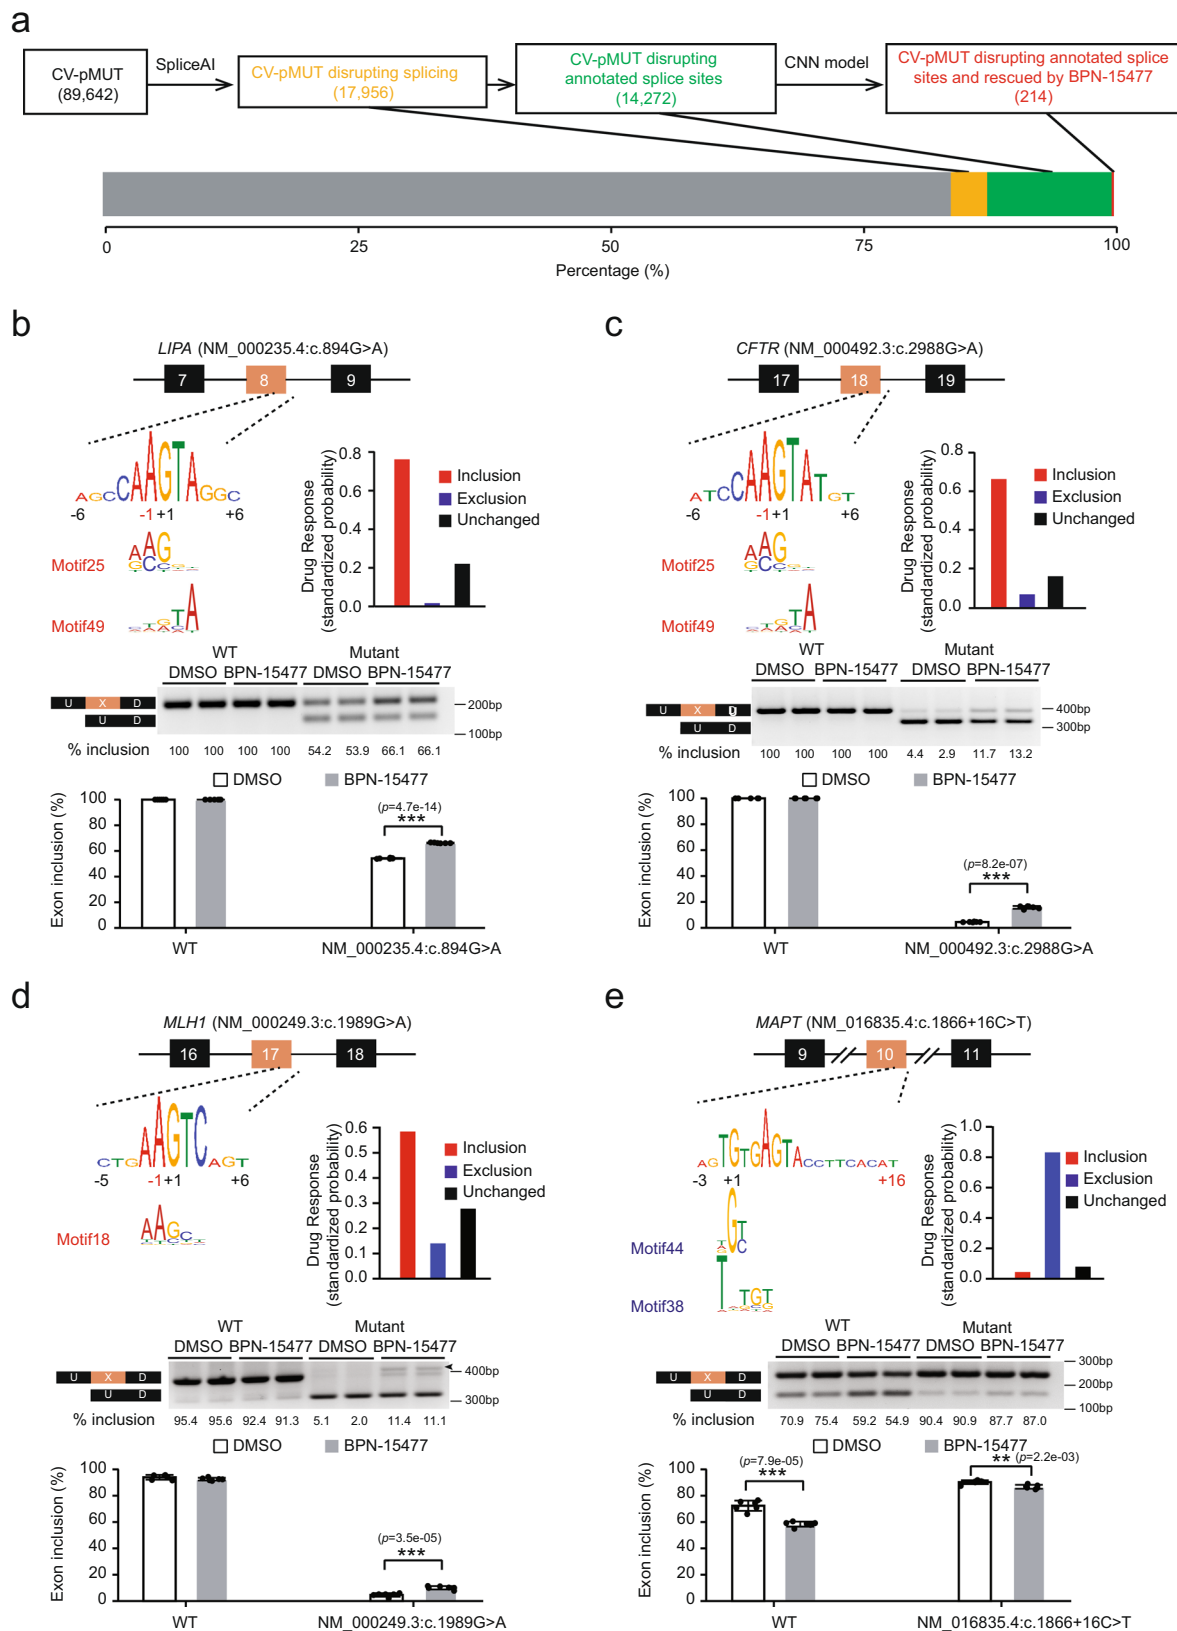 a
CV-pMUT
(89,642)
SpliceAI
CV-pMUT disrupting splicing
(17,956)
CV-pMUT disrupting
annotated splice sites
(14,272)
CNN model
CV-pMUT disrupting annotated splice
sites and rescued by BPN-15477
(214)
0 25 50 75 100
Percentage (%)
b
LIPA (NM_000235.4:c.894G>A)
7 8 9
AGCCAAGTAGGC
-6 -1 +1 +6
Motif25
Motif49
Drug Response
(standardized probability)
0.8
0.6
0.4
0.2
0.0
Inclusion
Exclusion
Unchanged
WT Mutant
DMSO BPN-15477 DMSO BPN-15477
U X D
U D
200bp
100bp
% inclusion 100 100 100 100 54.2 53.9 66.1 66.1
DMSO BPN-15477
Exon inclusion (%)
100
80
60
40
20
0
(p=4.7e-14)
***
WT NM_000235.4:c.894G>A
c
CFTR (NM_000492.3:c.2988G>A)
17 18 19
ATCCAAGTATGT
-6 -1 +1 +6
Motif25
Motif49
Drug Response
(standardized probability)
0.8
0.6
0.4
0.2
0.0
Inclusion
Exclusion
Unchanged
WT Mutant
DMSO BPN-15477 DMSO BPN-15477
U X D
U D
400bp
300bp
% inclusion 100 100 100 100 4.4 2.9 11.7 13.2
DMSO BPN-15477
Exon inclusion (%)
100
80
60
40
20
0
(p=8.2e-07)
***
WT NM_000492.3:c.2988G>A
d
MLH1 (NM_000249.3:c.1989G>A)
16 17 18
CTGAAGTCAGT
-5 -1 +1 +6
Motif18
Drug Response
(standardized probability)
0.6
0.5
0.4
0.3
0.2
0.1
0.0
Inclusion
Exclusion
Unchanged
WT Mutant
DMSO BPN-15477 DMSO BPN-15477
U X D
U D
400bp
300bp
% inclusion 95.4 95.6 92.4 91.3 5.1 2.0 11.4 11.1
DMSO BPN-15477
Exon inclusion (%)
100
80
60
40
20
0
(p=3.5e-05)
***
WT NM_000249.3:c.1989G>A
e
MAPT (NM_016835.4:c.1866+16C>T)
9 10 11
AGTGTGAGTACCTTCACAT
-3 +1 +16
Motif44
Motif38
Drug Response
(standardized probability)
1.0
0.8
0.6
0.4
0.2
0.0
Inclusion
Exclusion
Unchanged
WT Mutant
DMSO BPN-15477 DMSO BPN-15477
U X D
U D
300bp
200bp
100bp
% inclusion 70.9 75.4 59.2 54.9 90.4 90.9 87.7 87.0
DMSO BPN-15477
Exon inclusion (%)
100
80
60
40
20
0
(p=7.9e-05)
***
** (p=2.2e-03)
WT NM_016835.4:c.1866+16C>T